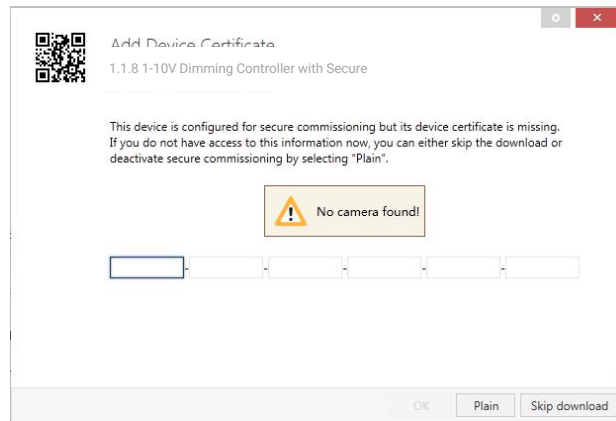 Add Device Certificate
1.1.8 1-10V Dimming Controller with Secure
This device is configured for secure commissioning but its device certificate is missing.
If you do not have access to this information now, you can either skip the download or
deactivate secure commissioning by selecting "Plain".
No camera found!
- - - - -
OK Plain Skip download